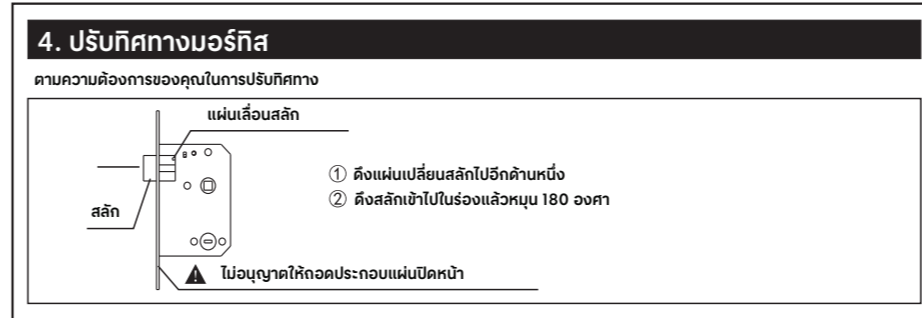 4. ปรับทิศทางมอร์ทิส
ตามความต้องการของคุณในการปรับทิศทาง
แผ่นเลื่อนสลัก
① ดึงแผ่นเปลี่ยนสลักไปอีกด้านหนึ่ง
② ดึงสลักเข้าไปในร่องแล้วหมุน 180 องศา
สลัก
ไม่อนุญาตให้ถอดประกอบแผ่นปิดหน้า